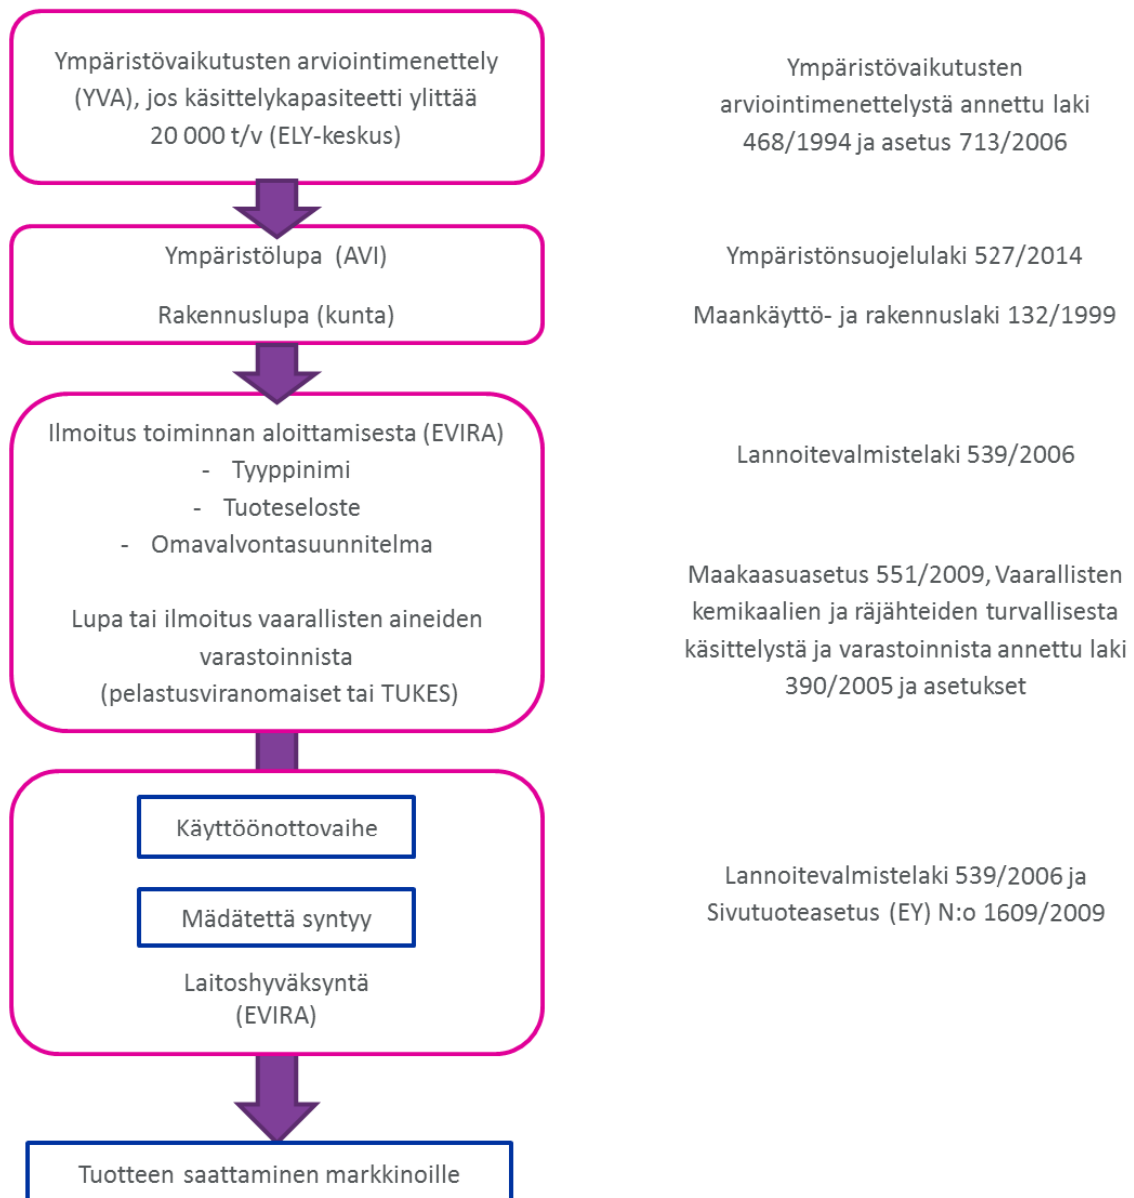 Ympäristövaikutusten arviointimenettely
(YVA), jos käsittelykapasiteetti ylittää
20 000 t/v (ELY-keskus)
Ympäristövaikutusten
arviointimenettelystä annettu laki
468/1994 ja asetus 713/2006
Ympäristölupa (AVI)
Ympäristönsuojelulaki 527/2014
Rakennuslupa (kunta)
Maankäyttö- ja rakennuslaki 132/1999
Ilmoitus toiminnan aloittamisesta (EVIRA)
- Tyyppinimi
- Tuoteseloste
- Omavalvontasuunnitelma
Lannoitevalmistelaki 539/2006
Lupa tai ilmoitus vaarallisten aineiden
varastoinnista
(pelastusviranomaiset tai TUKES)
Maakaasuasetus 551/2009, Vaarallisten
kemikaalien ja räjähteiden turvallisesta
käsittelystä ja varastoinnista annettu laki
390/2005 ja asetukset
Käyttöönottovaihe
Mädätettä syntyy
Laitoshyväksyntä
(EVIRA)
Lannoitevalmistelaki 539/2006 ja
Sivutuoteasetus (EY) N:o 1609/2009
Tuotteen saattaminen markkinoille